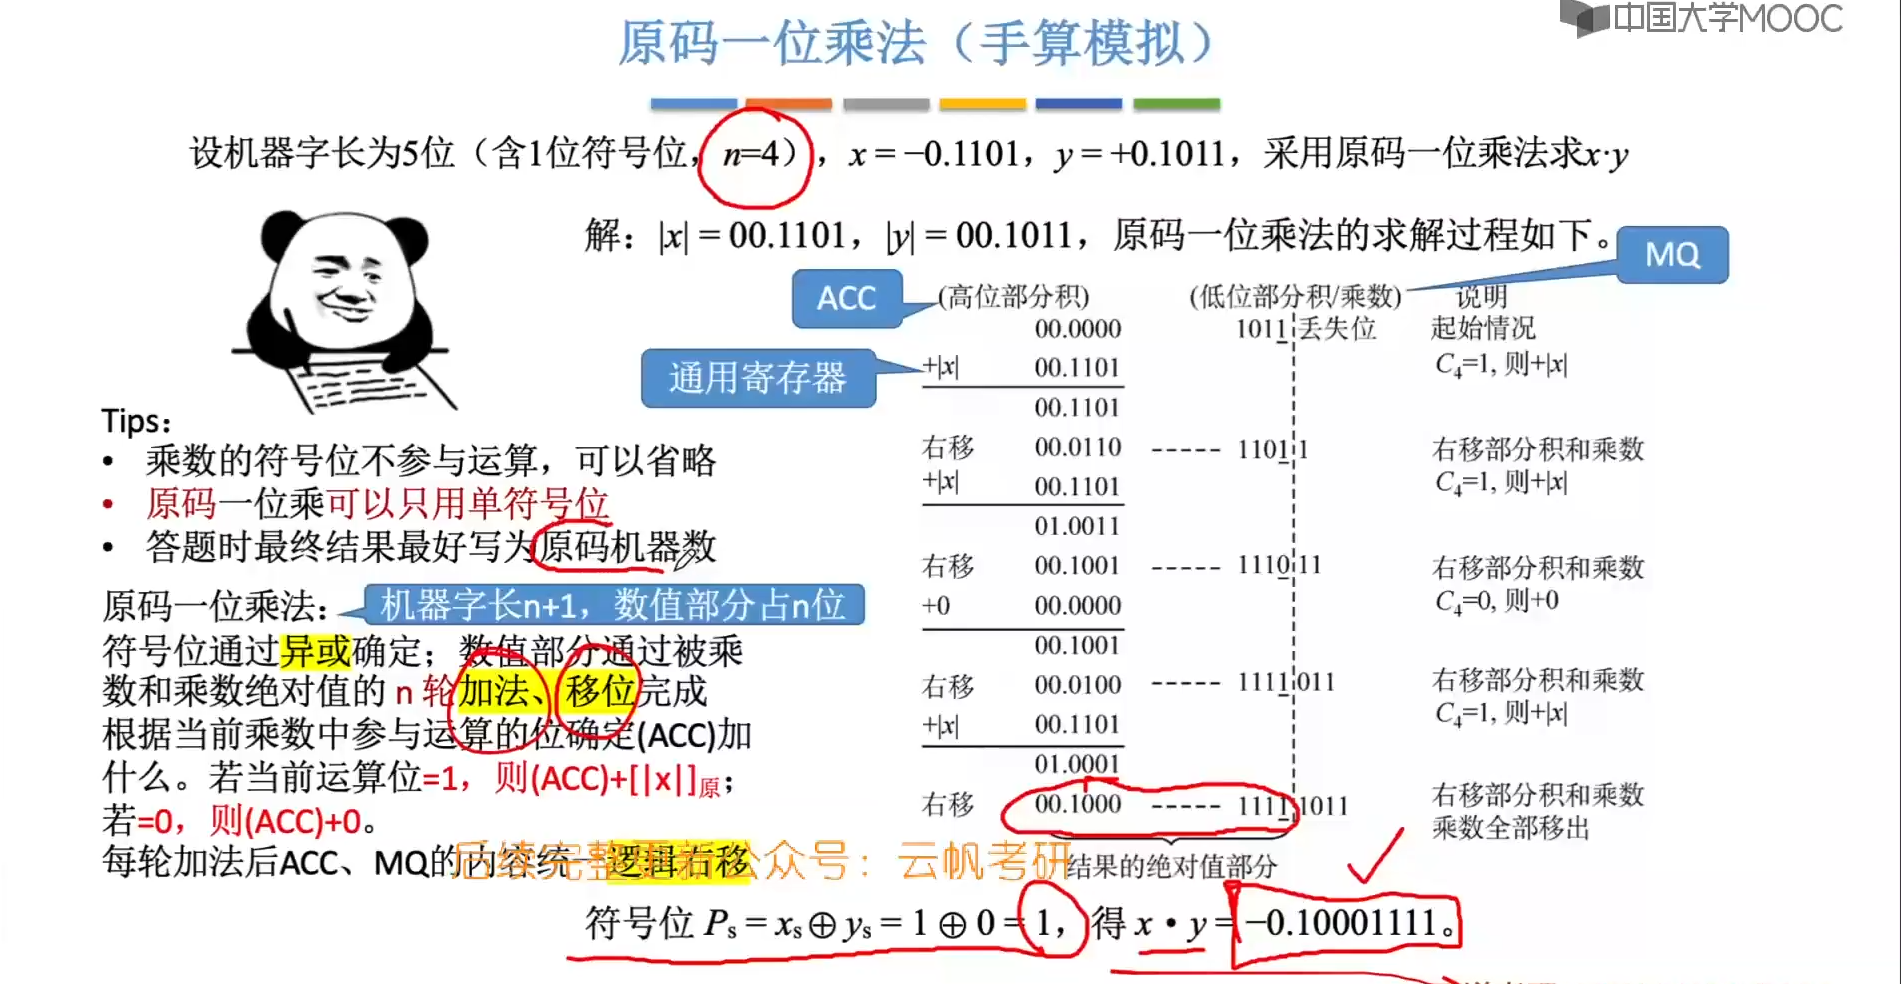 中国大学MOOC
原码一位乘法（手算模拟）
设机器字长为5位（含1位符号位，n=4），x = −0.1101，y = +0.1011，采用原码一位乘法求x·y
解：|x| = 00.1101，|y| = 00.1011，原码一位乘法的求解过程如下。
MQ
ACC
通用寄存器
(高位部分积) (低位部分积/乘数) 说明
00.0000 1011 丢失位 起始情况
+|x| 00.1101 C4=1, 则+|x|
00.1101
右移 00.0110 ----- 1101 1 右移部分积和乘数
+|x| 00.1101 C4=1, 则+|x|
01.0011
右移 00.1001 ----- 1110 11 右移部分积和乘数
+0 00.0000 C4=0, 则+0
00.1001
右移 00.0100 ----- 1111 011 右移部分积和乘数
+|x| 00.1101 C4=1, 则+|x|
01.0001
右移 00.1000 ----- 1111 1011 右移部分积和乘数
乘数全部移出
结果的绝对值部分
Tips：
• 乘数的符号位不参与运算，可以省略
• 原码一位乘可以只用单符号位
• 答题时最终结果最好写为原码机器数
原码一位乘法：
机器字长n+1，数值部分占n位
符号位通过异或确定；数值部分通过被乘
数和乘数绝对值的 n 轮加法、移位完成
根据当前乘数中参与运算的位确定(ACC)加
什么。若当前运算位=1，则(ACC)+[|x|]原；
若=0，则(ACC)+0。
每轮加法后ACC、MQ的内容统一逻辑右移
后续完整更新公众号：云帆考研
符号位 Ps = xs ⊕ ys = 1 ⊕ 0 = 1，得 x · y = −0.10001111。